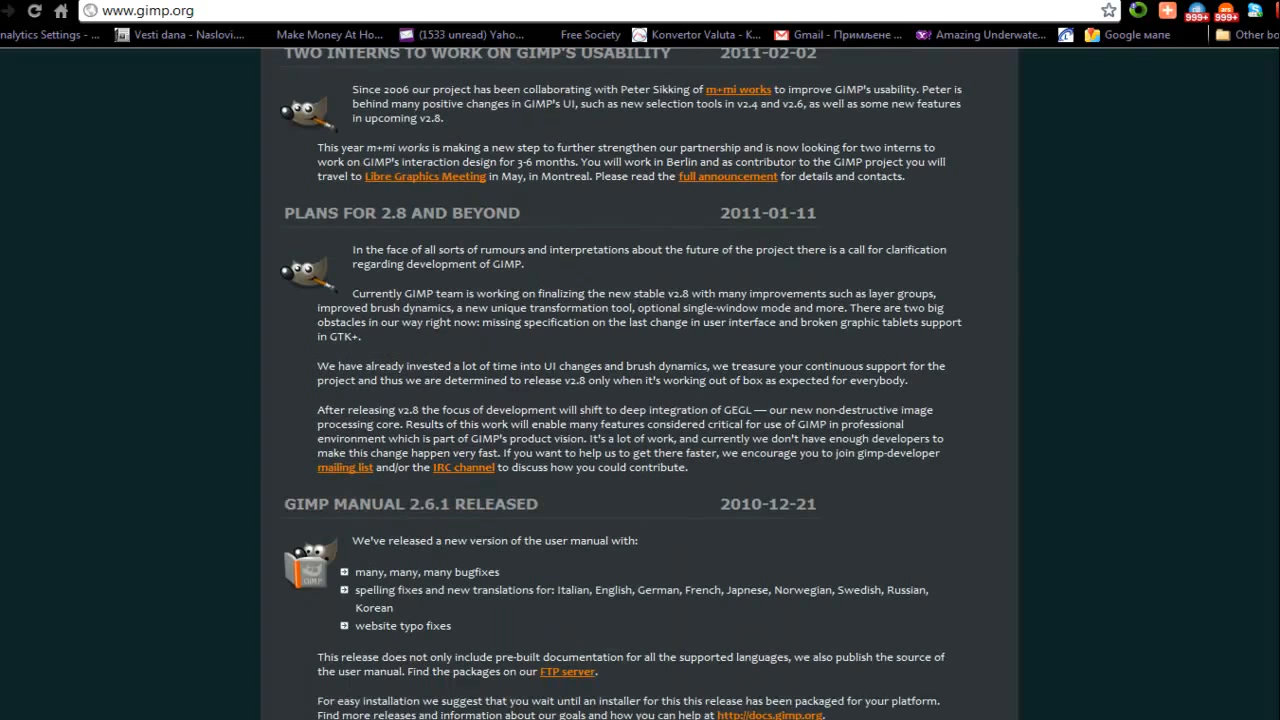 www.gimp.org
999+
999+
nalytics Settings - ...
Vesti dana - Naslovi....
Make Money At Ho...
(1533 unread) Yaho...
Free Society
Konvertor Valuta - K...
Gmail - Примљене ...
Amazing Underwate...
Google мапе
Other bo
TWO INTERNS TO WORK ON GIMP'S USABILITY 2011-02-02
Since 2006 our project has been collaborating with Peter Sikking of m+mi works to improve GIMP's usability. Peter is
behind many positive changes in GIMP's UI, such as new selection tools in v2.4 and v2.6, as well as some new features
in upcoming v2.8.
This year m+mi works is making a new step to further strengthen our partnership and is now looking for two interns to
work on GIMP's interaction design for 3-6 months. You will work in Berlin and as contributor to the GIMP project you will
travel to Libre Graphics Meeting in May, in Montreal. Please read the full announcement for details and contacts.
PLANS FOR 2.8 AND BEYOND 2011-01-11
In the face of all sorts of rumours and interpretations about the future of the project there is a call for clarification
regarding development of GIMP.
Currently GIMP team is working on finalizing the new stable v2.8 with many improvements such as layer groups,
improved brush dynamics, a new unique transformation tool, optional single-window mode and more. There are two big
obstacles in our way right now: missing specification on the last change in user interface and broken graphic tablets support
in GTK+.
We have already invested a lot of time into UI changes and brush dynamics, we treasure your continuous support for the
project and thus we are determined to release v2.8 only when it's working out of box as expected for everybody.
After releasing v2.8 the focus of development will shift to deep integration of GEGL — our new non-destructive image
processing core. Results of this work will enable many features considered critical for use of GIMP in professional
environment which is part of GIMP's product vision. It's a lot of work, and currently we don't have enough developers to
make this change happen very fast. If you want to help us to get there faster, we encourage you to join gimp-developer
mailing list and/or the IRC channel to discuss how you could contribute.
GIMP MANUAL 2.6.1 RELEASED 2010-12-21
We've released a new version of the user manual with:
many, many, many bugfixes
spelling fixes and new translations for: Italian, English, German, French, Japnese, Norwegian, Swedish, Russian,
Korean
website typo fixes
This release does not only include pre-built documentation for all the supported languages, we also publish the source of
the user manual. Find the packages on our FTP server.
For easy installation we suggest that you wait until an installer for this this release has been packaged for your platform.
Find more releases and information about our goals and how you can help at http://docs.gimp.org.